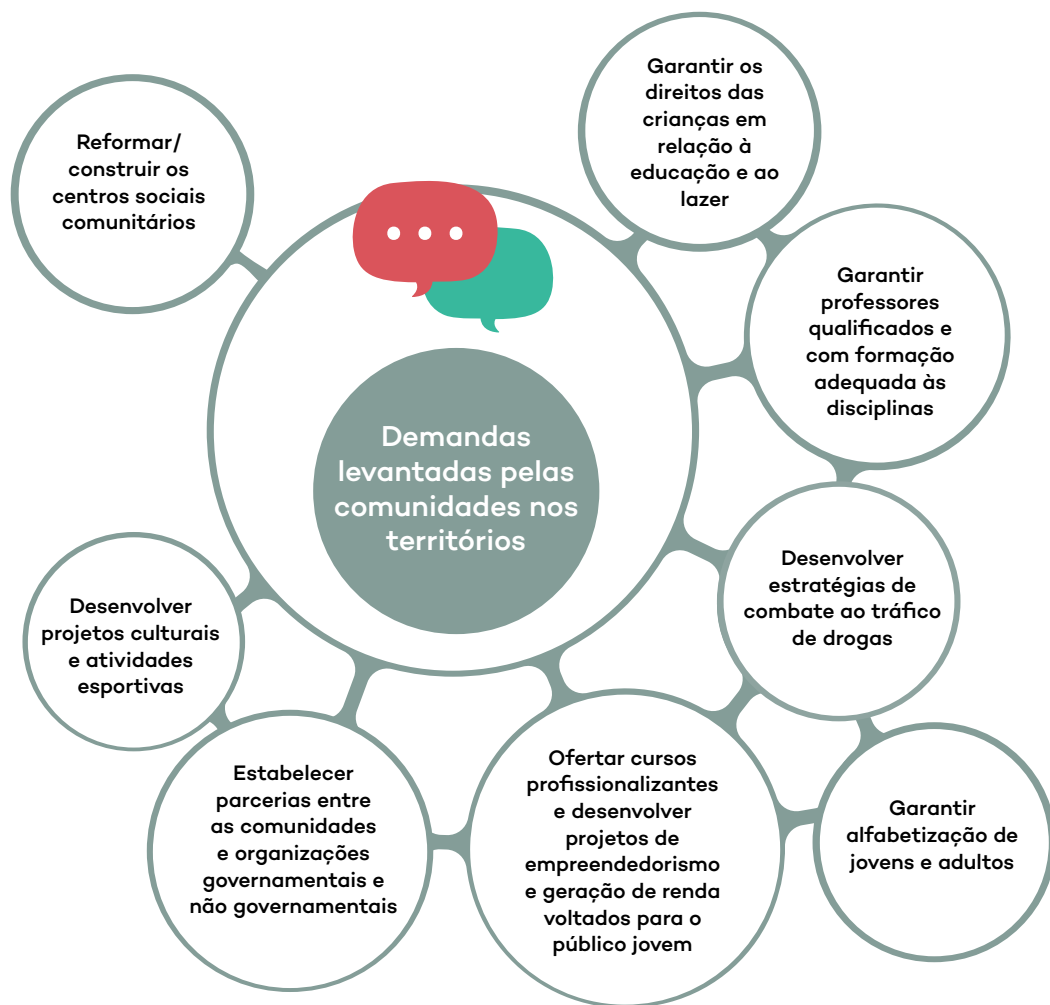 Reformar/
construir os
centros sociais
comunitários
Garantir os
direitos das
crianças em
relação à
educação e ao
lazer
Garantir
professores
qualificados e
com formação
adequada às
disciplinas
Demandas
levantadas pelas
comunidades nos
territórios
Desenvolver
estratégias de
combate ao tráfico
de drogas
Desenvolver
projetos culturais
e atividades
esportivas
Estabelecer
parcerias entre
as comunidades
e organizações
governamentais e
não governamentais
Ofertar cursos
profissionalizantes
e desenvolver
projetos de
empreendedorismo
e geração de renda
voltados para o
público jovem
Garantir
alfabetização de
jovens e adultos